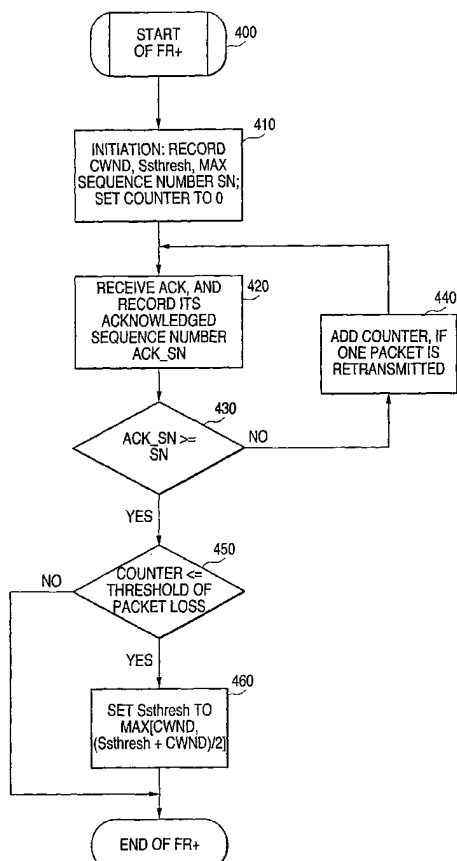 START
OF FR+
400
410
INITIATION: RECORD
CWND, Ssthresh, MAX
SEQUENCE NUMBER SN;
SET COUNTER TO 0
420
RECEIVE ACK, AND
RECORD ITS
ACKNOWLEDGED
SEQUENCE NUMBER
ACK_SN
440
ADD COUNTER, IF
ONE PACKET IS
RETRANSMITTED
430
ACK_SN >=
SN
NO
YES
450
NO
COUNTER <=
THRESHOLD OF
PACKET LOSS
YES
460
SET Ssthresh TO
MAX[CWND,
(Ssthresh + CWND)/2]
END OF FR+